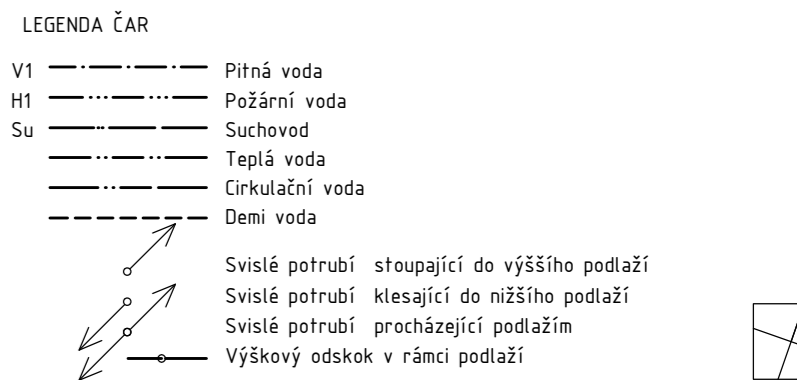 LEGENDA ČAR
V1 Pitná voda
H1 Požární voda
Su Suchovod
Teplá voda
Cirkulační voda
Demi voda
Svislé potrubí stoupající do výššího podlaží
Svislé potrubí klesající do nižšího podlaží
Svislé potrubí procházející podlažím
Výškový odskok v rámci podlaží